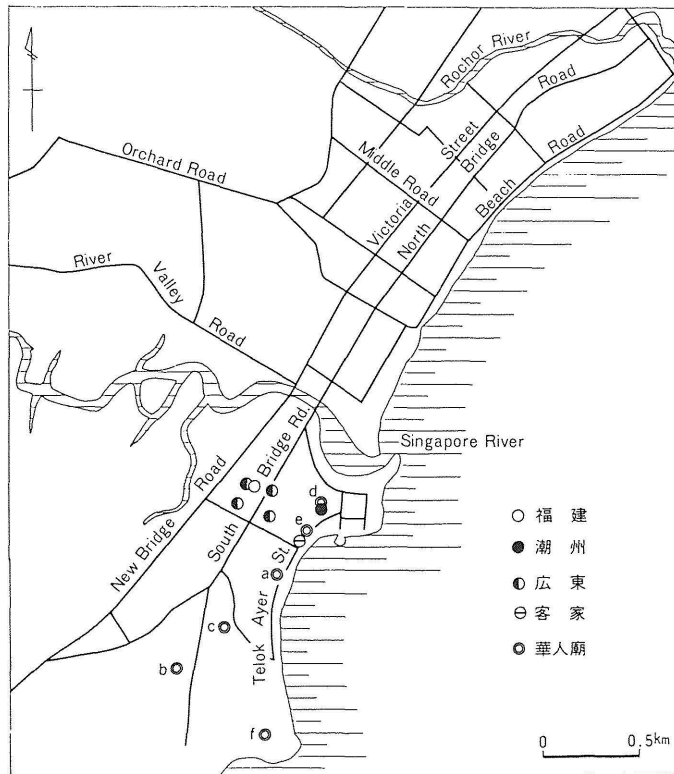 Rochor River
Road
Orchard Road
Middle Road
Street
Bridge
Road
Victoria
North
Beach
River
Valley
Road
Singapore River
Bridge Rd.
Road
New Bridge
South
St.
Ayer
Telok
d
e
a
c
b
f
福建
潮州
広東
客家
華人廟
0 0.5km